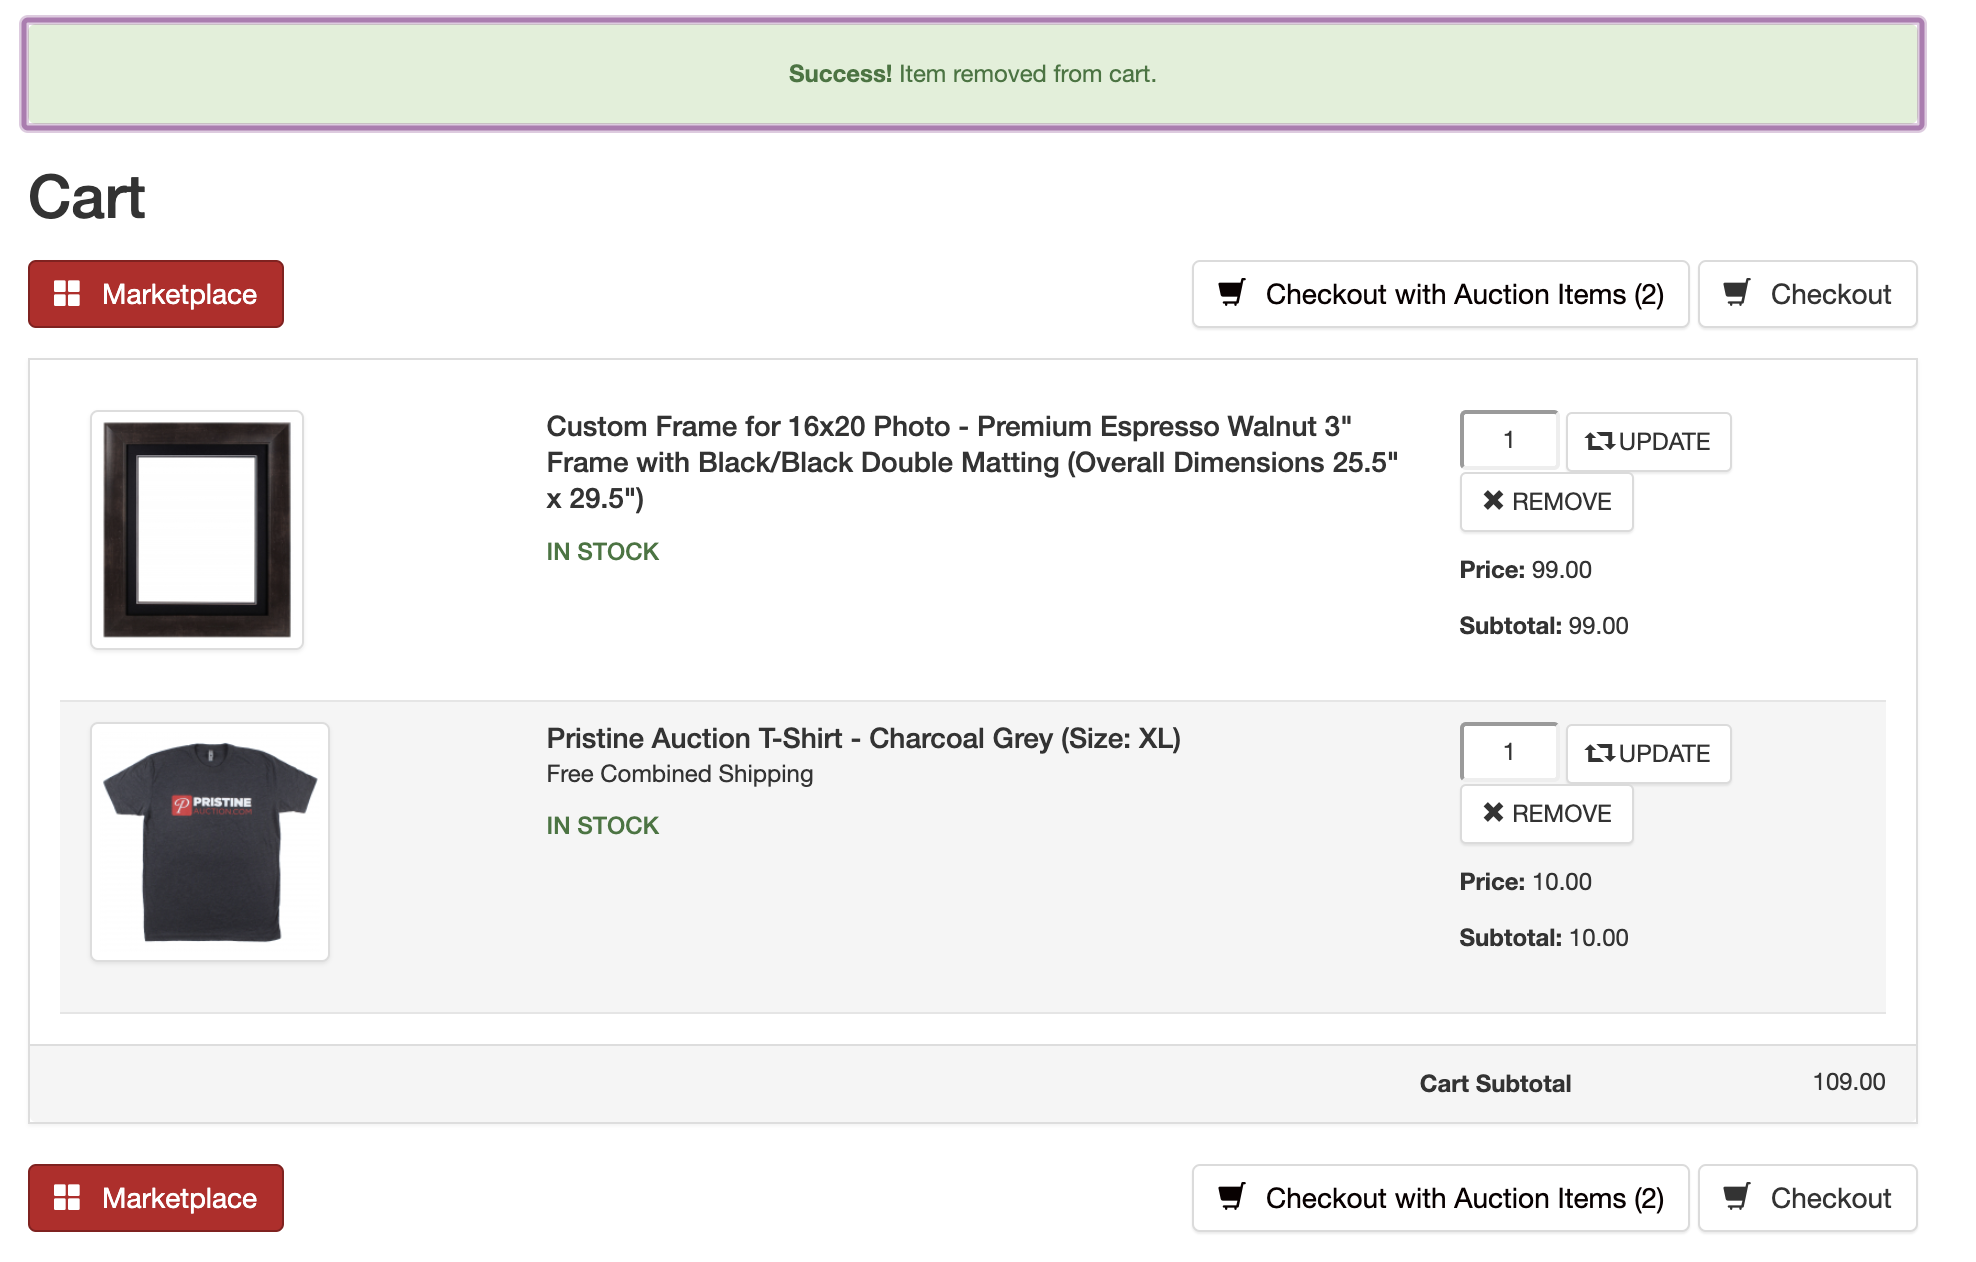 Success! Item removed from cart.
Cart
Marketplace
Checkout with Auction Items (2)
Checkout
Custom Frame for 16x20 Photo - Premium Espresso Walnut 3"
Frame with Black/Black Double Matting (Overall Dimensions 25.5"
x 29.5")
IN STOCK
1
UPDATE
REMOVE
Price: 99.00
Subtotal: 99.00
PRISTINE
AUCTION.COM
Pristine Auction T-Shirt - Charcoal Grey (Size: XL)
Free Combined Shipping
IN STOCK
1
UPDATE
REMOVE
Price: 10.00
Subtotal: 10.00
Cart Subtotal
109.00
Marketplace
Checkout with Auction Items (2)
Checkout